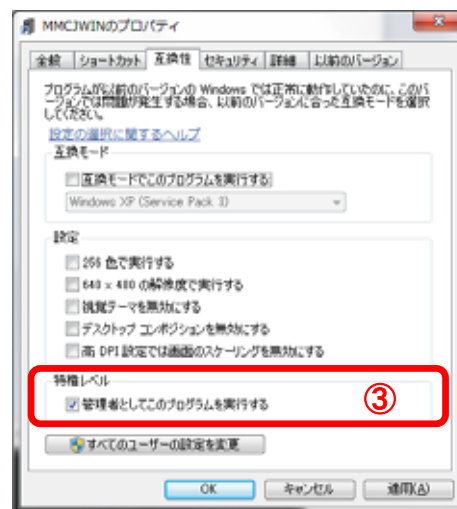 MMCJWINのプロパティ
全般 ショートカット 互換性 セキュリティ 詳細 以前のバージョン
プログラムが以前のバージョンの Windows では正常に動作していたのに、このバ
ージョンでは問題が発生する場合、以前のバージョンに合った互換モードを選択
してください。
設定の選択に関するヘルプ
互換モード
互換モードでこのプログラムを実行する
Windows XP (Service Pack 3)
設定
256 色で実行する
640 x 480 の解像度で実行する
視覚テーマを無効にする
デスクトップ コンポジションを無効にする
高 DPI 設定では画面のスケーリングを無効にする
特権レベル
管理者としてこのプログラムを実行する
③
すべてのユーザーの設定を変更
OK キャンセル 適用(A)